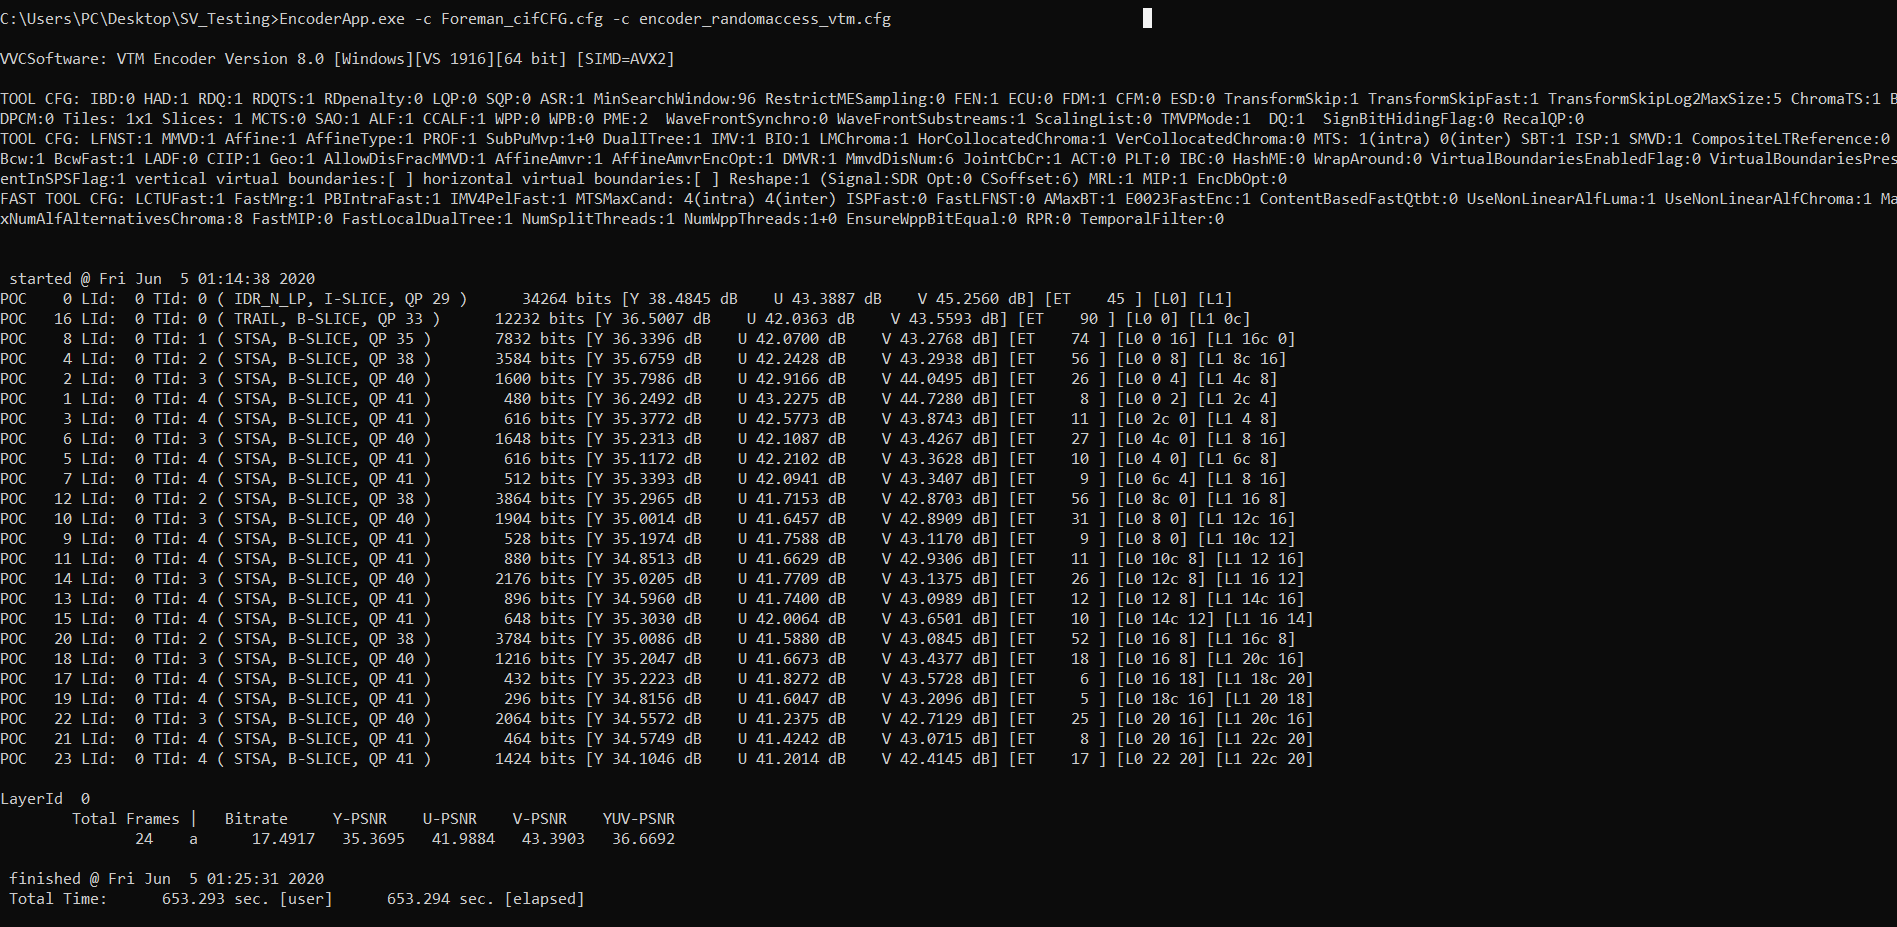 C:\Users\PC\Desktop\SV_Testing>EncoderApp.exe -c Foreman_cifCFG.cfg -c encoder_randomaccess_vtm.cfg
VVCSoftware: VTM Encoder Version 8.0 [Windows][VS 1916][64 bit] [SIMD=AVX2]
TOOL CFG: IBD:0 HAD:1 RDQ:1 RDQTS:1 RDpenalty:0 LQP:0 SQP:0 ASR:1 MinSearchWindow:96 RestrictMESampling:0 FEN:1 ECU:0 FDM:1 CFM:0 ESD:0 TransformSkip:1 TransformSkipFast:1 TransformSkipLog2MaxSize:5 ChromaTS:1 B
DPCM:0 Tiles: 1x1 Slices: 1 MCTS:0 SAO:1 ALF:1 CCALF:1 WPP:0 WPB:0 PME:2  WaveFrontSynchro:0 WaveFrontSubstreams:1 ScalingList:0 TMVPMode:1  DQ:1  SignBitHidingFlag:0 RecalQP:0
TOOL CFG: LFNST:1 MMVD:1 Affine:1 AffineType:1 PROF:1 SubPuMvp:1+0 DualITree:1 IMV:1 BIO:1 LMChroma:1 HorCollocatedChroma:1 VerCollocatedChroma:0 MTS: 1(intra) 0(inter) SBT:1 ISP:1 SMVD:1 CompositeLTReference:0
Bcw:1 BcwFast:1 LADF:0 CIIP:1 Geo:1 AllowDisFracMMVD:1 AffineAmvr:1 AffineAmvrEncOpt:1 DMVR:1 MmvdDisNum:6 JointCbCr:1 ACT:0 PLT:0 IBC:0 HashME:0 WrapAround:0 VirtualBoundariesEnabledFlag:0 VirtualBoundariesPres
entInSPSFlag:1 vertical virtual boundaries:[ ] horizontal virtual boundaries:[ ] Reshape:1 (Signal:SDR Opt:0 CSoffset:6) MRL:1 MIP:1 EncDbOpt:0
FAST TOOL CFG: LCTUFast:1 FastMrg:1 PBIntraFast:1 IMV4PelFast:1 MTSMaxCand: 4(intra) 4(inter) ISPFast:0 FastLFNST:0 AMaxBT:1 E0023FastEnc:1 ContentBasedFastQtbt:0 UseNonLinearAlfLuma:1 UseNonLinearAlfChroma:1 Ma
xNumAlfAlternativesChroma:8 FastMIP:0 FastLocalDualTree:1 NumSplitThreads:1 NumWppThreads:1+0 EnsureWppBitEqual:0 RPR:0 TemporalFilter:0
started @ Fri Jun  5 01:14:38 2020
POC    0 LId:  0 TId: 0 ( IDR_N_LP, I-SLICE, QP 29 )      34264 bits [Y 38.4845 dB    U 43.3887 dB    V 45.2560 dB] [ET    45 ] [L0] [L1]
POC   16 LId:  0 TId: 0 ( TRAIL, B-SLICE, QP 33 )      12232 bits [Y 36.5007 dB    U 42.0363 dB    V 43.5593 dB] [ET    90 ] [L0 0] [L1 0c]
POC    8 LId:  0 TId: 1 ( STSA, B-SLICE, QP 35 )       7832 bits [Y 36.3396 dB    U 42.0700 dB    V 43.2768 dB] [ET    74 ] [L0 0 16] [L1 16c 0]
POC    4 LId:  0 TId: 2 ( STSA, B-SLICE, QP 38 )       3584 bits [Y 35.6759 dB    U 42.2428 dB    V 43.2938 dB] [ET    56 ] [L0 0 8] [L1 8c 16]
POC    2 LId:  0 TId: 3 ( STSA, B-SLICE, QP 40 )       1600 bits [Y 35.7986 dB    U 42.9166 dB    V 44.0495 dB] [ET    26 ] [L0 0 4] [L1 4c 8]
POC    1 LId:  0 TId: 4 ( STSA, B-SLICE, QP 41 )        480 bits [Y 36.2492 dB    U 43.2275 dB    V 44.7280 dB] [ET     8 ] [L0 0 2] [L1 2c 4]
POC    3 LId:  0 TId: 4 ( STSA, B-SLICE, QP 41 )        616 bits [Y 35.3772 dB    U 42.5773 dB    V 43.8743 dB] [ET    11 ] [L0 2c 0] [L1 4 8]
POC    6 LId:  0 TId: 3 ( STSA, B-SLICE, QP 40 )       1648 bits [Y 35.2313 dB    U 42.1087 dB    V 43.4267 dB] [ET    27 ] [L0 4c 0] [L1 8 16]
POC    5 LId:  0 TId: 4 ( STSA, B-SLICE, QP 41 )        616 bits [Y 35.1172 dB    U 42.2102 dB    V 43.3628 dB] [ET    10 ] [L0 4 0] [L1 6c 8]
POC    7 LId:  0 TId: 4 ( STSA, B-SLICE, QP 41 )        512 bits [Y 35.3393 dB    U 42.0941 dB    V 43.3407 dB] [ET     9 ] [L0 6c 4] [L1 8 16]
POC   12 LId:  0 TId: 2 ( STSA, B-SLICE, QP 38 )       3864 bits [Y 35.2965 dB    U 41.7153 dB    V 42.8703 dB] [ET    56 ] [L0 8c 0] [L1 16 8]
POC   10 LId:  0 TId: 3 ( STSA, B-SLICE, QP 40 )       1904 bits [Y 35.0014 dB    U 41.6457 dB    V 42.8909 dB] [ET    31 ] [L0 8 0] [L1 12c 16]
POC    9 LId:  0 TId: 4 ( STSA, B-SLICE, QP 41 )        528 bits [Y 35.1974 dB    U 41.7588 dB    V 43.1170 dB] [ET     9 ] [L0 8 0] [L1 10c 12]
POC   11 LId:  0 TId: 4 ( STSA, B-SLICE, QP 41 )        880 bits [Y 34.8513 dB    U 41.6629 dB    V 42.9306 dB] [ET    11 ] [L0 10c 8] [L1 12 16]
POC   14 LId:  0 TId: 3 ( STSA, B-SLICE, QP 40 )       2176 bits [Y 35.0205 dB    U 41.7709 dB    V 43.1375 dB] [ET    26 ] [L0 12c 8] [L1 16 12]
POC   13 LId:  0 TId: 4 ( STSA, B-SLICE, QP 41 )        896 bits [Y 34.5960 dB    U 41.7400 dB    V 43.0989 dB] [ET    12 ] [L0 12 8] [L1 14c 16]
POC   15 LId:  0 TId: 4 ( STSA, B-SLICE, QP 41 )        648 bits [Y 35.3030 dB    U 42.0064 dB    V 43.6501 dB] [ET    10 ] [L0 14c 12] [L1 16 14]
POC   20 LId:  0 TId: 2 ( STSA, B-SLICE, QP 38 )       3784 bits [Y 35.0086 dB    U 41.5880 dB    V 43.0845 dB] [ET    52 ] [L0 16 8] [L1 16c 8]
POC   18 LId:  0 TId: 3 ( STSA, B-SLICE, QP 40 )       1216 bits [Y 35.2047 dB    U 41.6673 dB    V 43.4377 dB] [ET    18 ] [L0 16 8] [L1 20c 16]
POC   17 LId:  0 TId: 4 ( STSA, B-SLICE, QP 41 )        432 bits [Y 35.2223 dB    U 41.8272 dB    V 43.5728 dB] [ET     6 ] [L0 16 18] [L1 18c 20]
POC   19 LId:  0 TId: 4 ( STSA, B-SLICE, QP 41 )        296 bits [Y 34.8156 dB    U 41.6047 dB    V 43.2096 dB] [ET     5 ] [L0 18c 16] [L1 20 18]
POC   22 LId:  0 TId: 3 ( STSA, B-SLICE, QP 40 )       2064 bits [Y 34.5572 dB    U 41.2375 dB    V 42.7129 dB] [ET    25 ] [L0 20 16] [L1 20c 16]
POC   21 LId:  0 TId: 4 ( STSA, B-SLICE, QP 41 )        464 bits [Y 34.5749 dB    U 41.4242 dB    V 43.0715 dB] [ET     8 ] [L0 20 16] [L1 22c 20]
POC   23 LId:  0 TId: 4 ( STSA, B-SLICE, QP 41 )       1424 bits [Y 34.1046 dB    U 41.2014 dB    V 42.4145 dB] [ET    17 ] [L0 22 20] [L1 22c 20]
LayerId  0
Total Frames |   Bitrate     Y-PSNR    U-PSNR    V-PSNR    YUV-PSNR
24    a      17.4917   35.3695   41.9884   43.3903   36.6692
finished @ Fri Jun  5 01:25:31 2020
Total Time:      653.293 sec. [user]      653.294 sec. [elapsed]